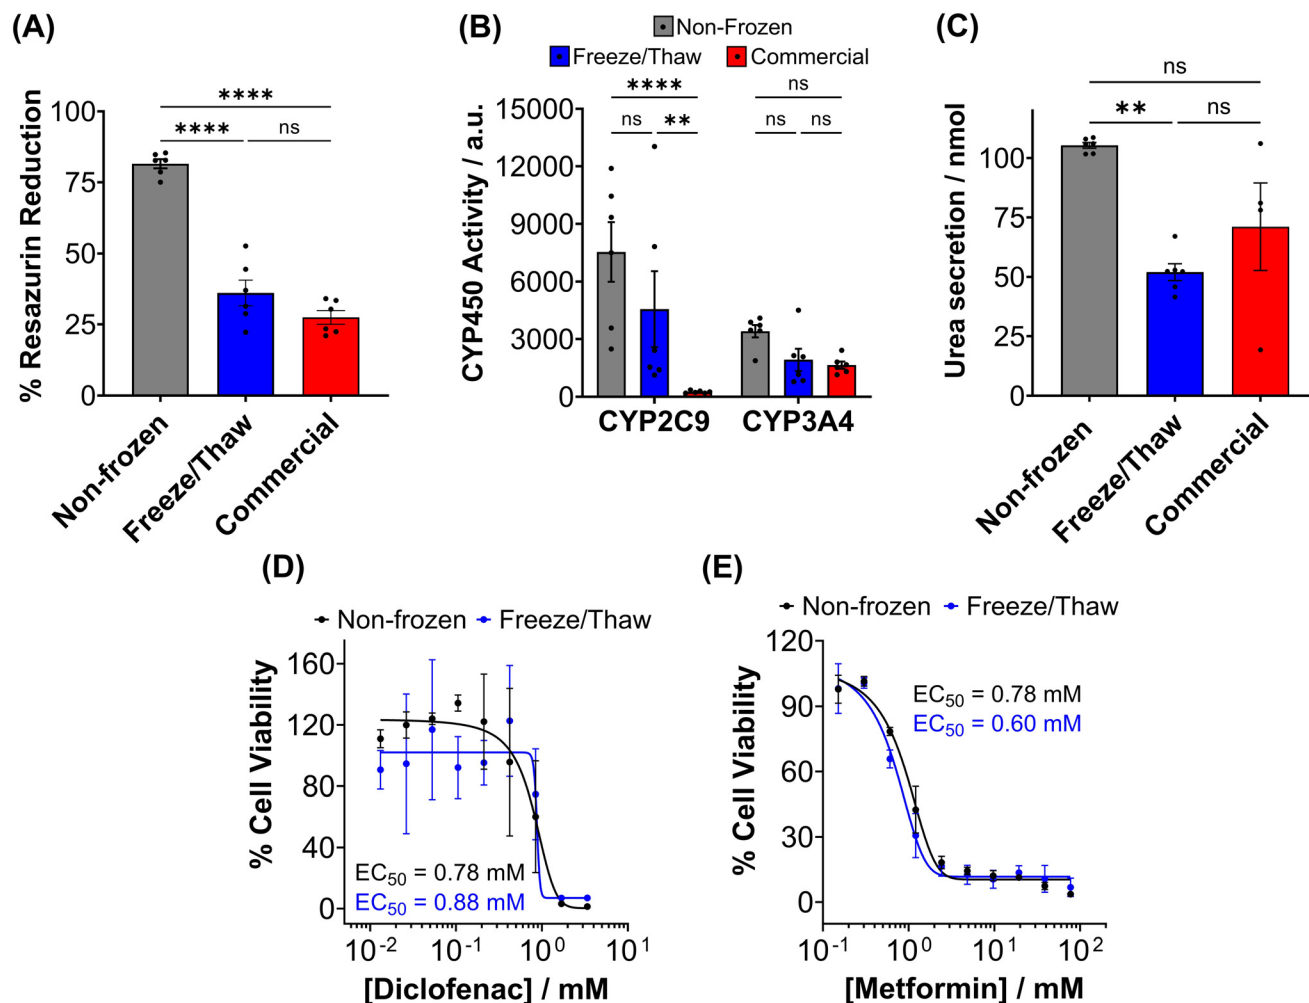 (A)
% Resazurin Reduction
100
75
50
25
0
****
****
ns
Non-frozen
Freeze/Thaw
Commercial
(B)
Non-Frozen
Freeze/Thaw
Commercial
CYP450 Activity / a.u.
15000
12000
9000
6000
3000
0
****
ns
**
ns
ns
ns
CYP2C9
CYP3A4
(C)
Urea secretion / nmol
100
75
50
25
0
ns
**
ns
Non-frozen
Freeze/Thaw
Commercial
(D)
Non-frozen
Freeze/Thaw
% Cell Viability
160
120
80
40
0
EC50 = 0.78 mM
EC50 = 0.88 mM
10-2
10-1
100
101
[Diclofenac] / mM
(E)
Non-frozen
Freeze/Thaw
% Cell Viability
120
90
60
30
0
EC50 = 0.78 mM
EC50 = 0.60 mM
10-1
100
101
102
[Metformin] / mM